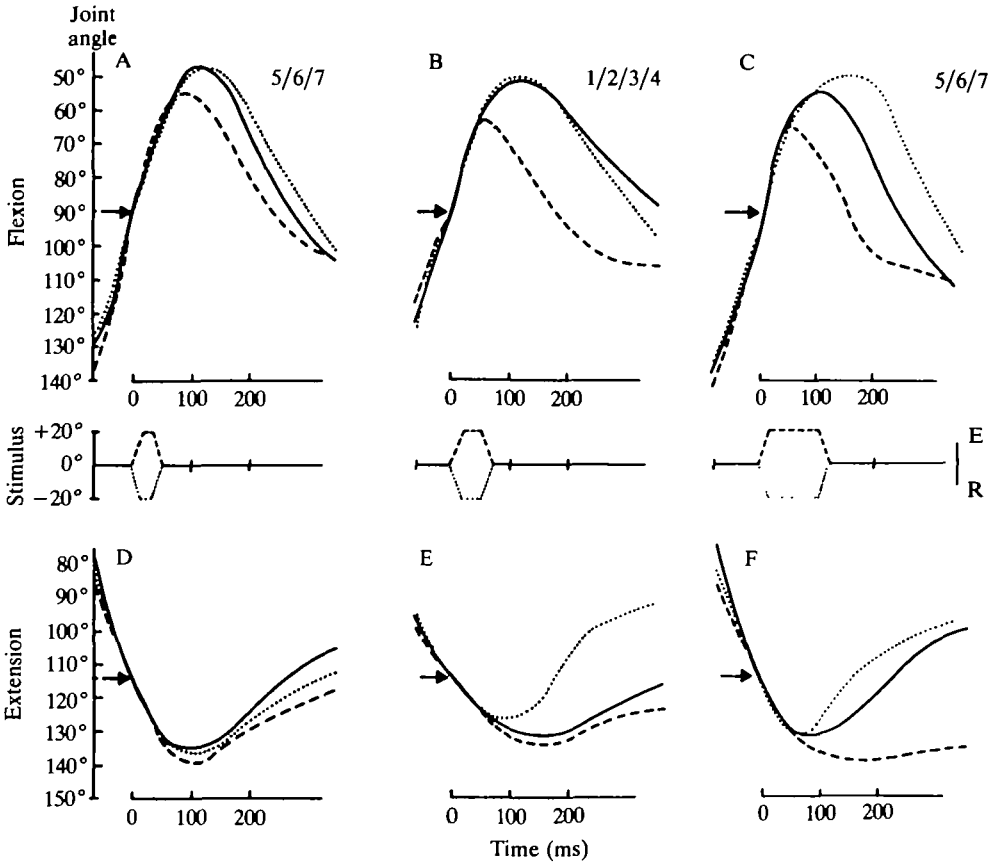 Joint
angle
A
5/6/7
B
1/2/3/4
C
5/6/7
Flexion
50°
60°
70°
80°
90°
100°
110°
120°
130°
140°
0 100 200
0 100 200
0 100 200
Stimulus
+20°
0°
−20°
E
R
D
E
F
Extension
80°
90°
100°
110°
120°
130°
140°
150°
0 100 200
0 100 200
0 100 200
Time (ms)